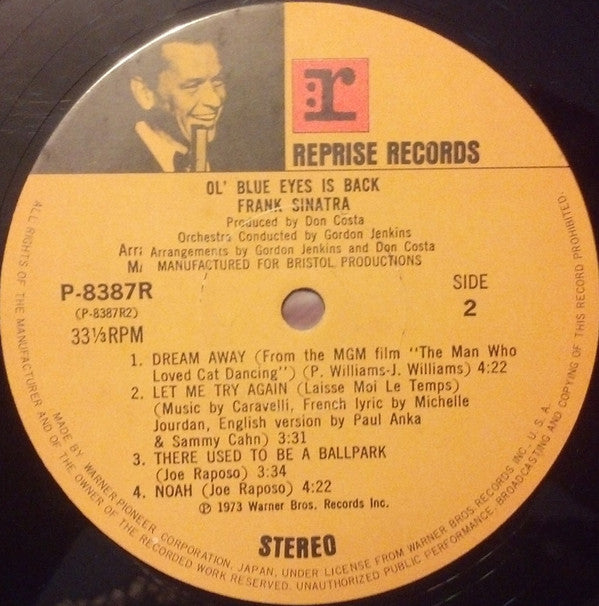 r
REPRISE RECORDS
OL' BLUE EYES IS BACK
FRANK SINATRA
Produced by Don Costa
Orchestra Conducted by Gordon Jenkins
Arr: Arrangements by Gordon Jenkins and Don Costa
M/ MANUFACTURED FOR BRISTOL PRODUCTIONS
P-8387R
(P-8387R2)
33⅓RPM
SIDE
2
1. DREAM AWAY (From the MGM film "The Man Who
Loved Cat Dancing") (P. Williams-J. Williams) 4:22
2. LET ME TRY AGAIN (Laisse Moi Le Temps)
(Music by Caravelli, French lyric by Michelle
Jourdan, English version by Paul Anka
& Sammy Cahn) 3:31
3. THERE USED TO BE A BALLPARK
(Joe Raposo) 3:34
4. NOAH (Joe Raposo) 4:22
℗ 1973 Warner Bros. Records Inc.
STEREO
MADE BY WARNER-PIONEER CORPORATION, JAPAN, UNDER LICENSE FROM WARNER BROS. RECORDS INC., U.S.A.
ALL RIGHTS OF THE MANUFACTURER AND OF THE OWNER OF THE RECORDED WORK RESERVED. UNAUTHORIZED PUBLIC PERFORMANCE, BROADCASTING AND COPYING OF THIS RECORD PROHIBITED.